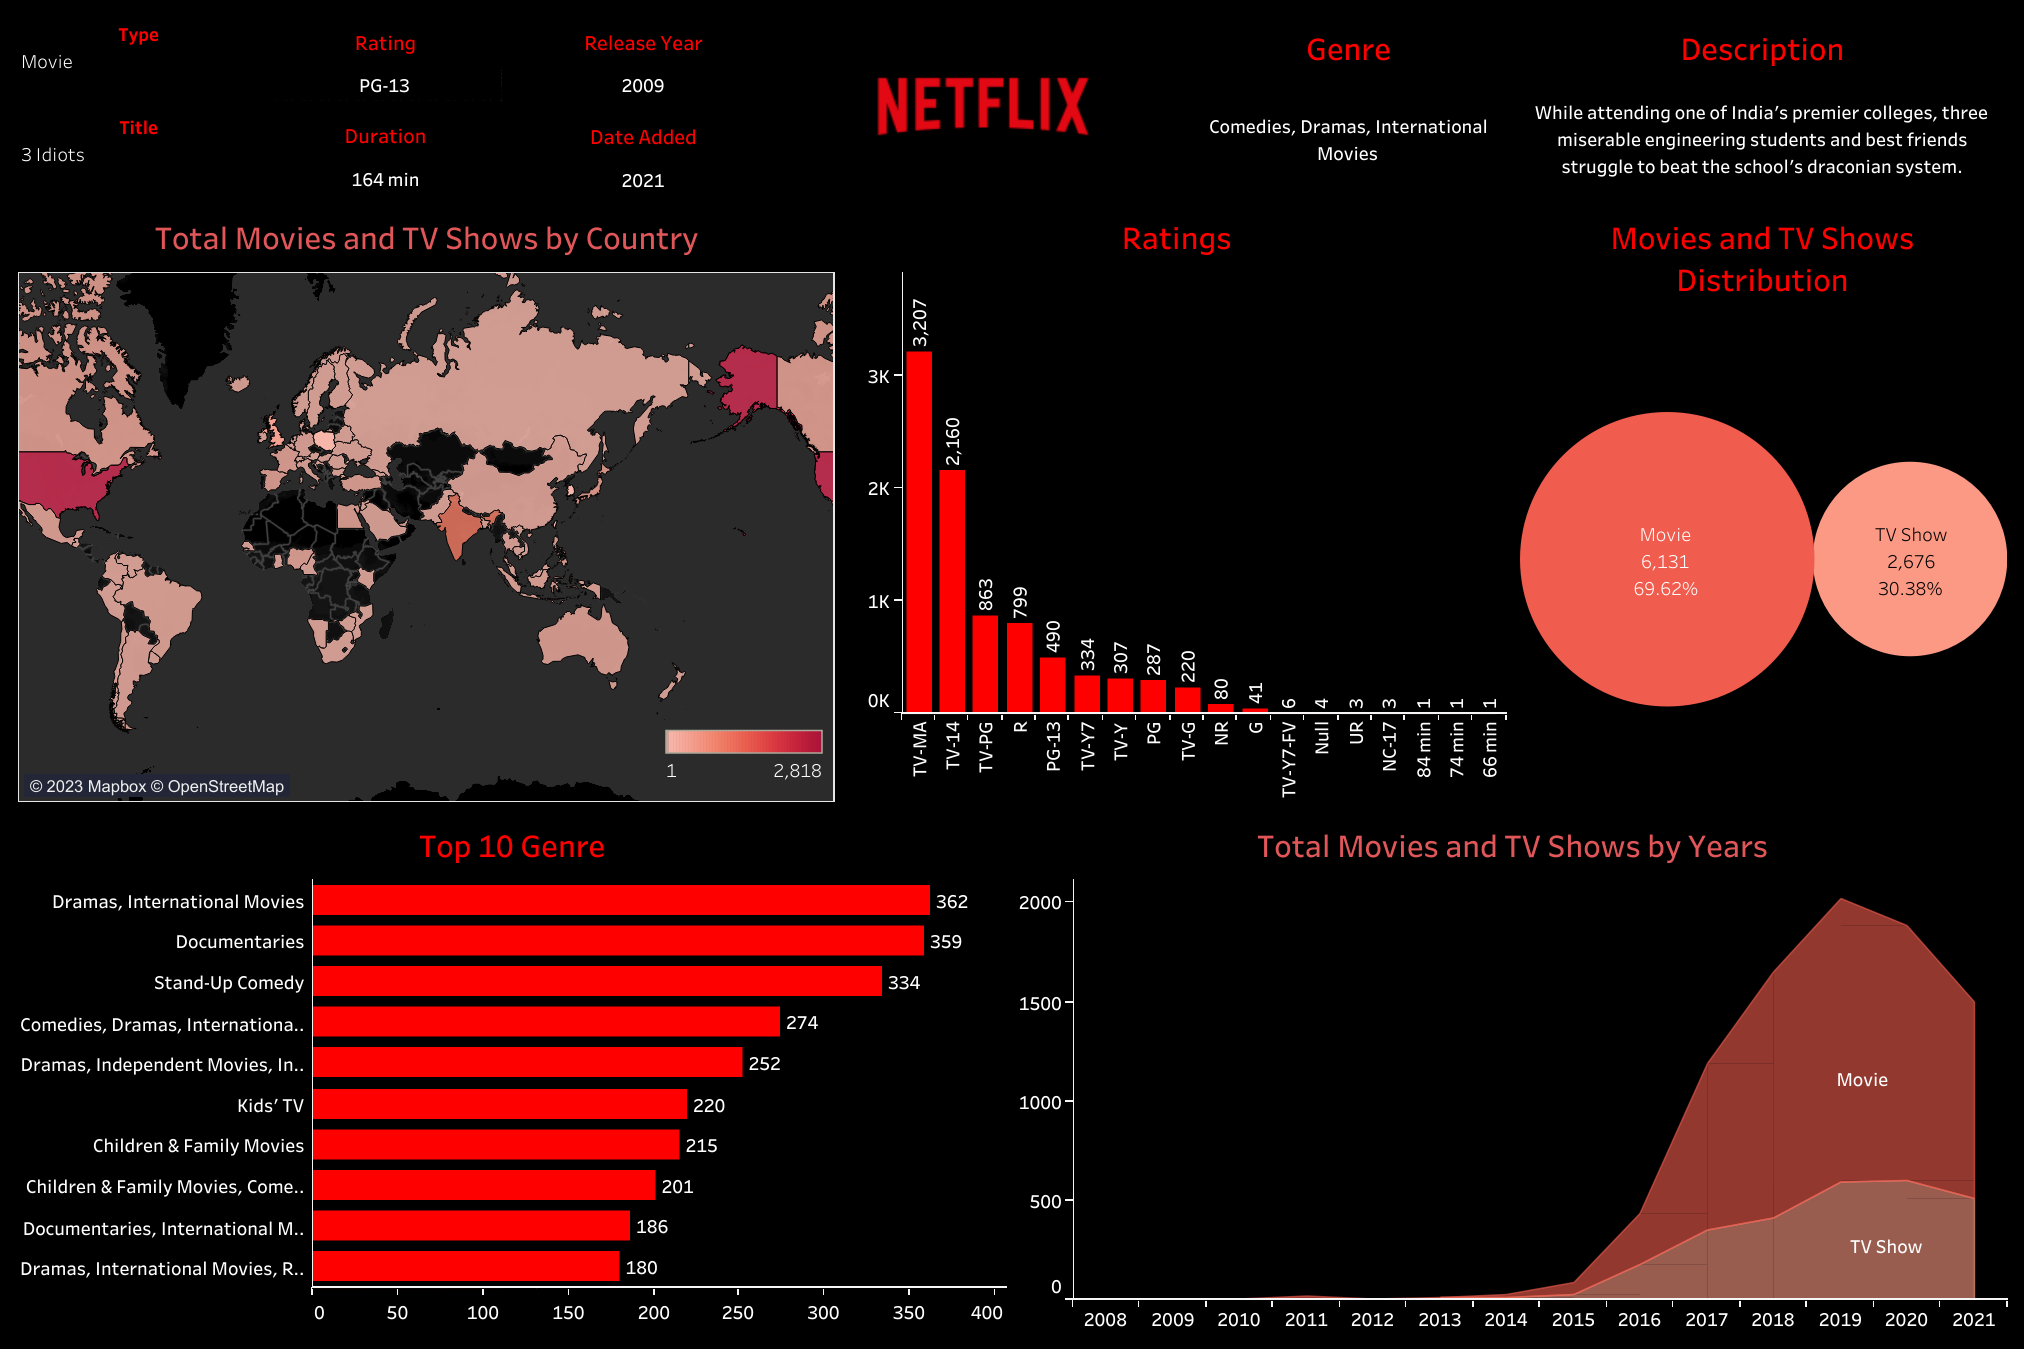 Type
Movie
Title
3 Idiots
Rating
PG-13
Duration
164 min
Release Year
2009
Date Added
2021
NETFLIX
Genre
Comedies, Dramas, International
Movies
Description
While attending one of India’s premier colleges, three
miserable engineering students and best friends
struggle to beat the school’s draconian system.
Total Movies and TV Shows by Country
1
2,818
© 2023 Mapbox © OpenStreetMap
Ratings
3K
2K
1K
0K
3,207
2,160
863
799
490
334
307
287
220
80
41
6
4
3
3
1
1
1
TV-MA
TV-14
TV-PG
R
PG-13
TV-Y7
TV-Y
PG
TV-G
NR
G
TV-Y7-FV
Null
UR
NC-17
84 min
74 min
66 min
Movies and TV Shows
Distribution
Movie
6,131
69.62%
TV Show
2,676
30.38%
Top 10 Genre
Dramas, International Movies 362
Documentaries 359
Stand-Up Comedy 334
Comedies, Dramas, Internationa.. 274
Dramas, Independent Movies, In.. 252
Kids’ TV 220
Children & Family Movies 215
Children & Family Movies, Come.. 201
Documentaries, International M.. 186
Dramas, International Movies, R.. 180
0 50 100 150 200 250 300 350 400
Total Movies and TV Shows by Years
2000
1500
1000
500
0
Movie
TV Show
2008 2009 2010 2011 2012 2013 2014 2015 2016 2017 2018 2019 2020 2021